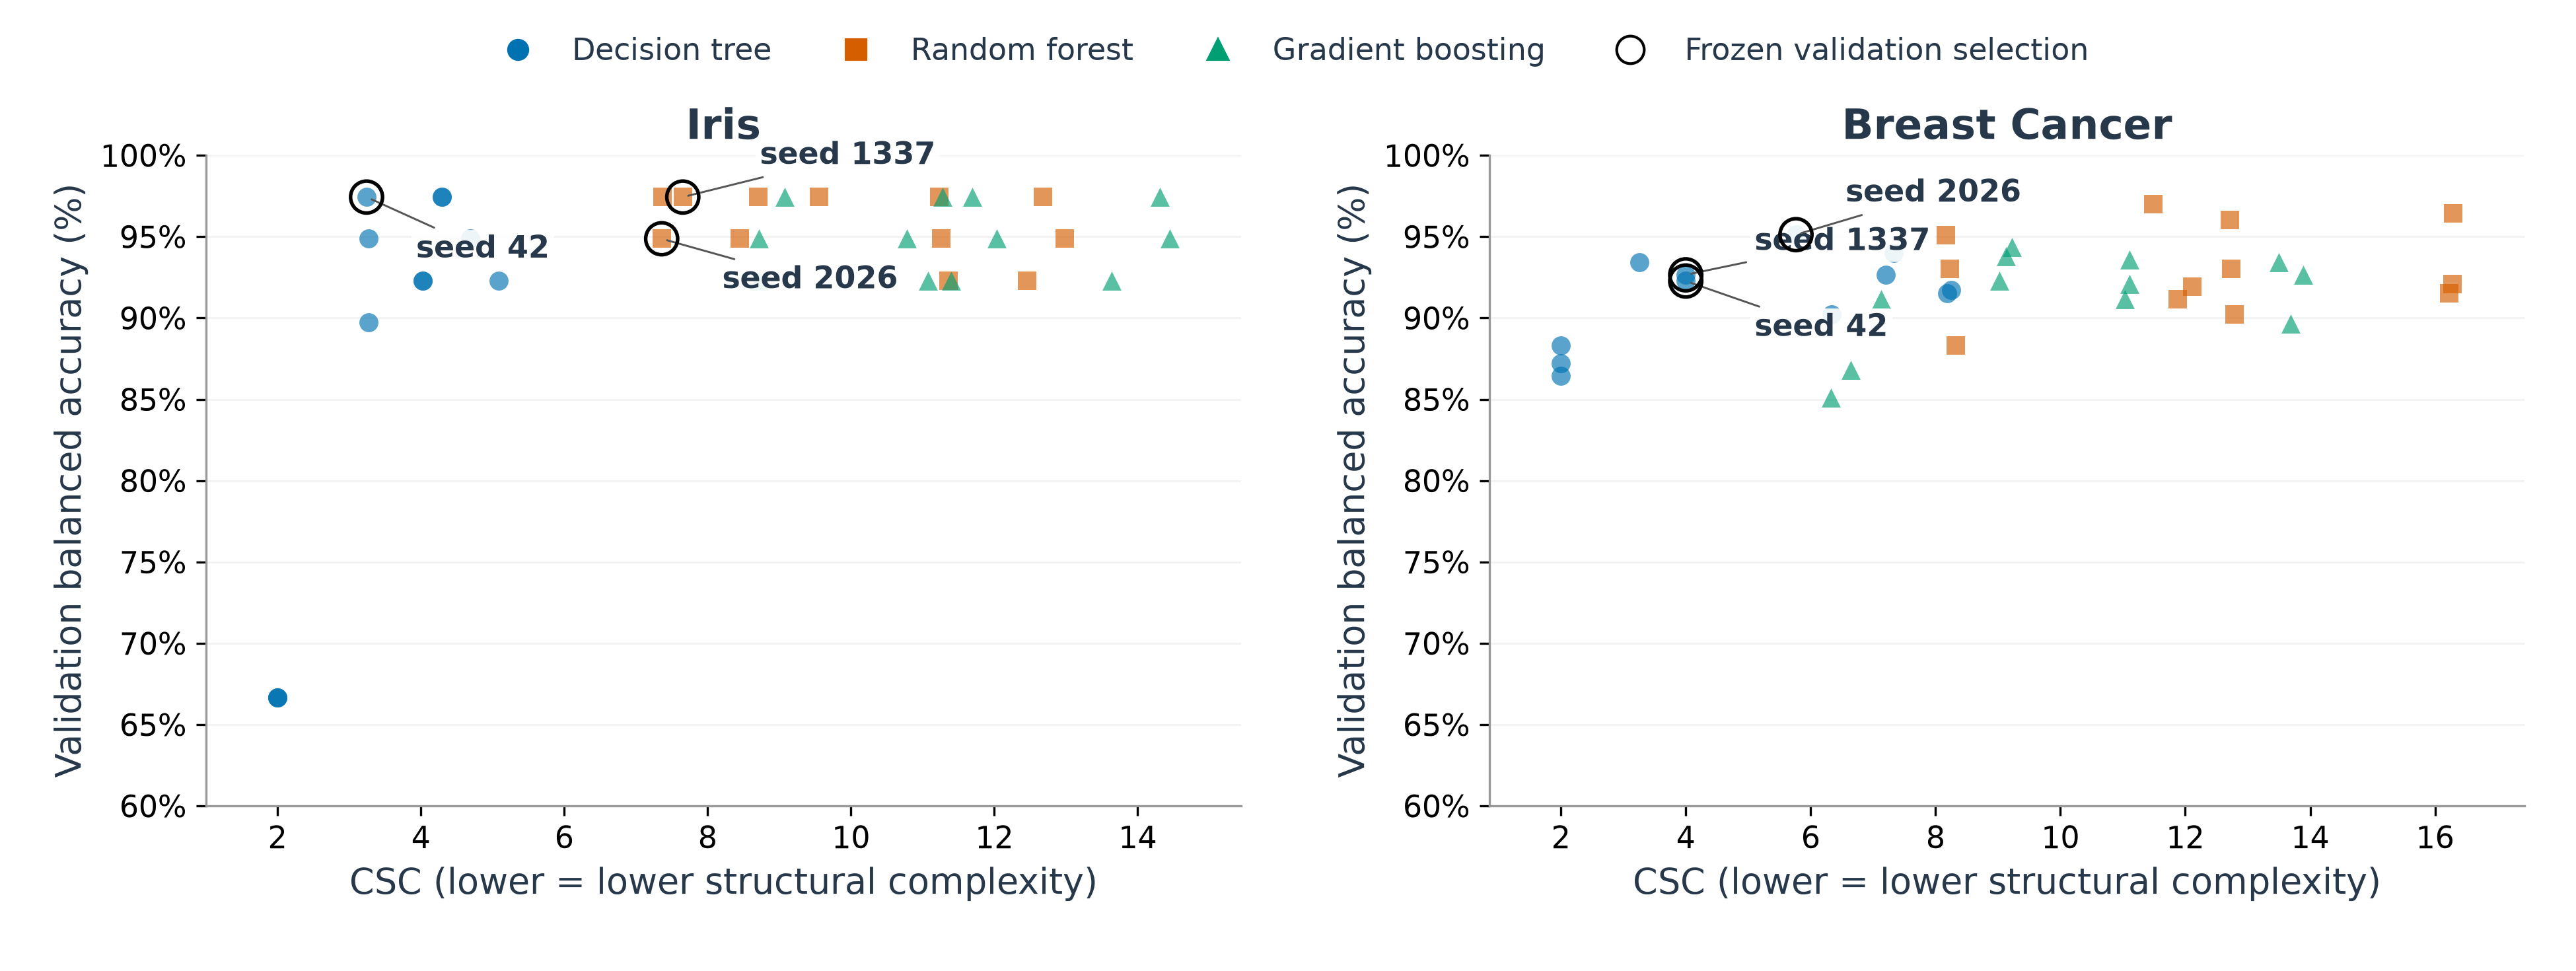 Decision tree Random forest Gradient boosting Frozen validation selection
Iris
Validation balanced accuracy (%)
100%
95%
90%
85%
80%
75%
70%
65%
60%
seed 1337
seed 42
seed 2026
2 4 6 8 10 12 14
CSC (lower = lower structural complexity)
Breast Cancer
Validation balanced accuracy (%)
100%
95%
90%
85%
80%
75%
70%
65%
60%
seed 2026
seed 1337
seed 42
2 4 6 8 10 12 14 16
CSC (lower = lower structural complexity)